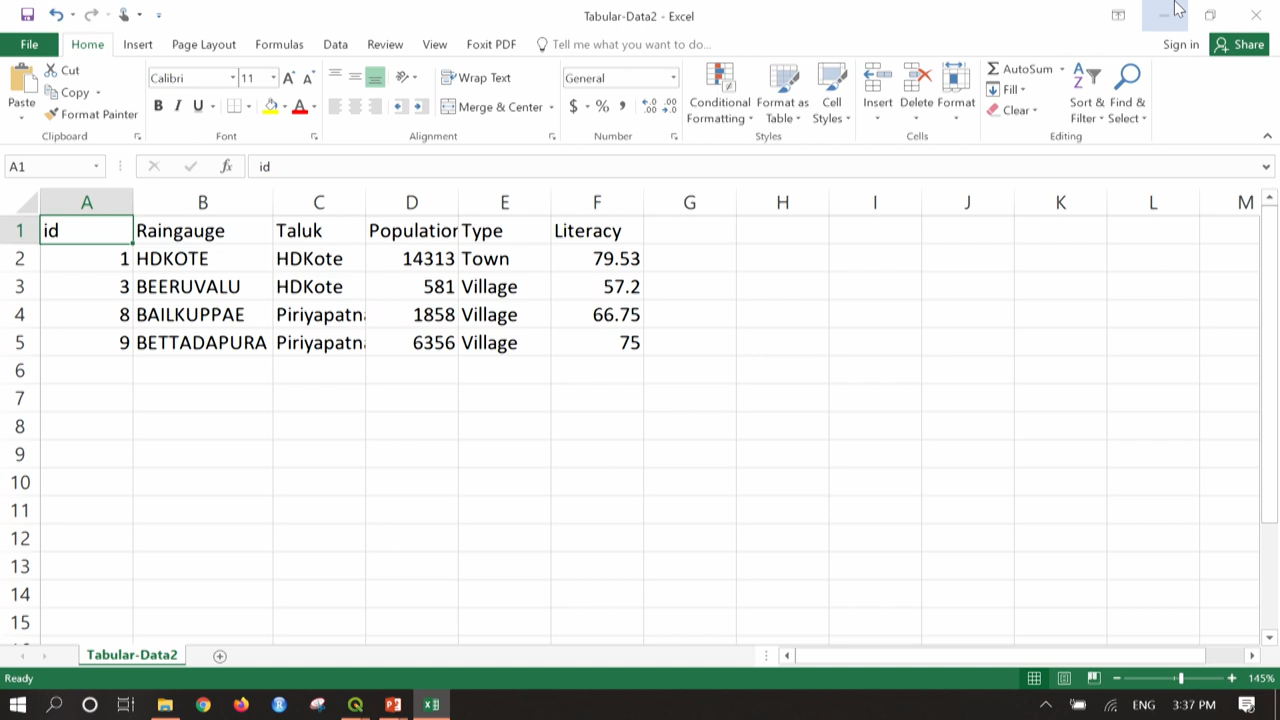 Tabular-Data2 - Excel
File Home Insert Page Layout Formulas Data Review View Foxit PDF Tell me what you want to do... Sign in Share
Paste Cut Copy Format Painter
Calibri 11 A A B I U A
Wrap Text Merge & Center
General $ % , .0 .00 .00 .0
Conditional Formatting Format as Table Cell Styles
Insert Delete Format
AutoSum Fill Clear Sort & Filter Find & Select
Clipboard Font Alignment Number Styles Cells Editing
A1 fx id
A B C D E F G H I J K L M
1 id Raingauge Taluk Population Type Literacy
2 1 HDKOTE HDKote 14313 Town 79.53
3 3 BEERUVALU HDKote 581 Village 57.2
4 8 BAILKUPPAE Piriyapatn 1858 Village 66.75
5 9 BETTADAPURA Piriyapatn 6356 Village 75
6
7
8
9
10
11
12
13
14
15
Tabular-Data2
Ready 145%
ENG 3:37 PM